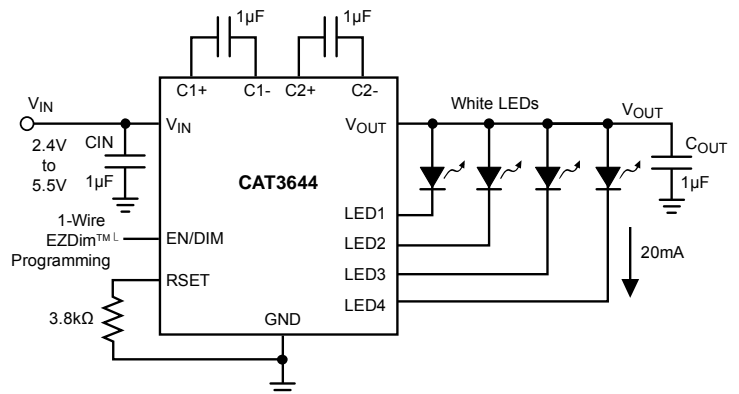 1µF
1µF
C1+
C1-
C2+
C2-
VIN
VIN
VOUT
White LEDs
VOUT
2.4V
to
5.5V
CIN
1µF
COUT
1µF
CAT3644
LED1
1-Wire
EZDim™
Programming
EN/DIM
LED2
LED3
LED4
20mA
RSET
3.8kΩ
GND